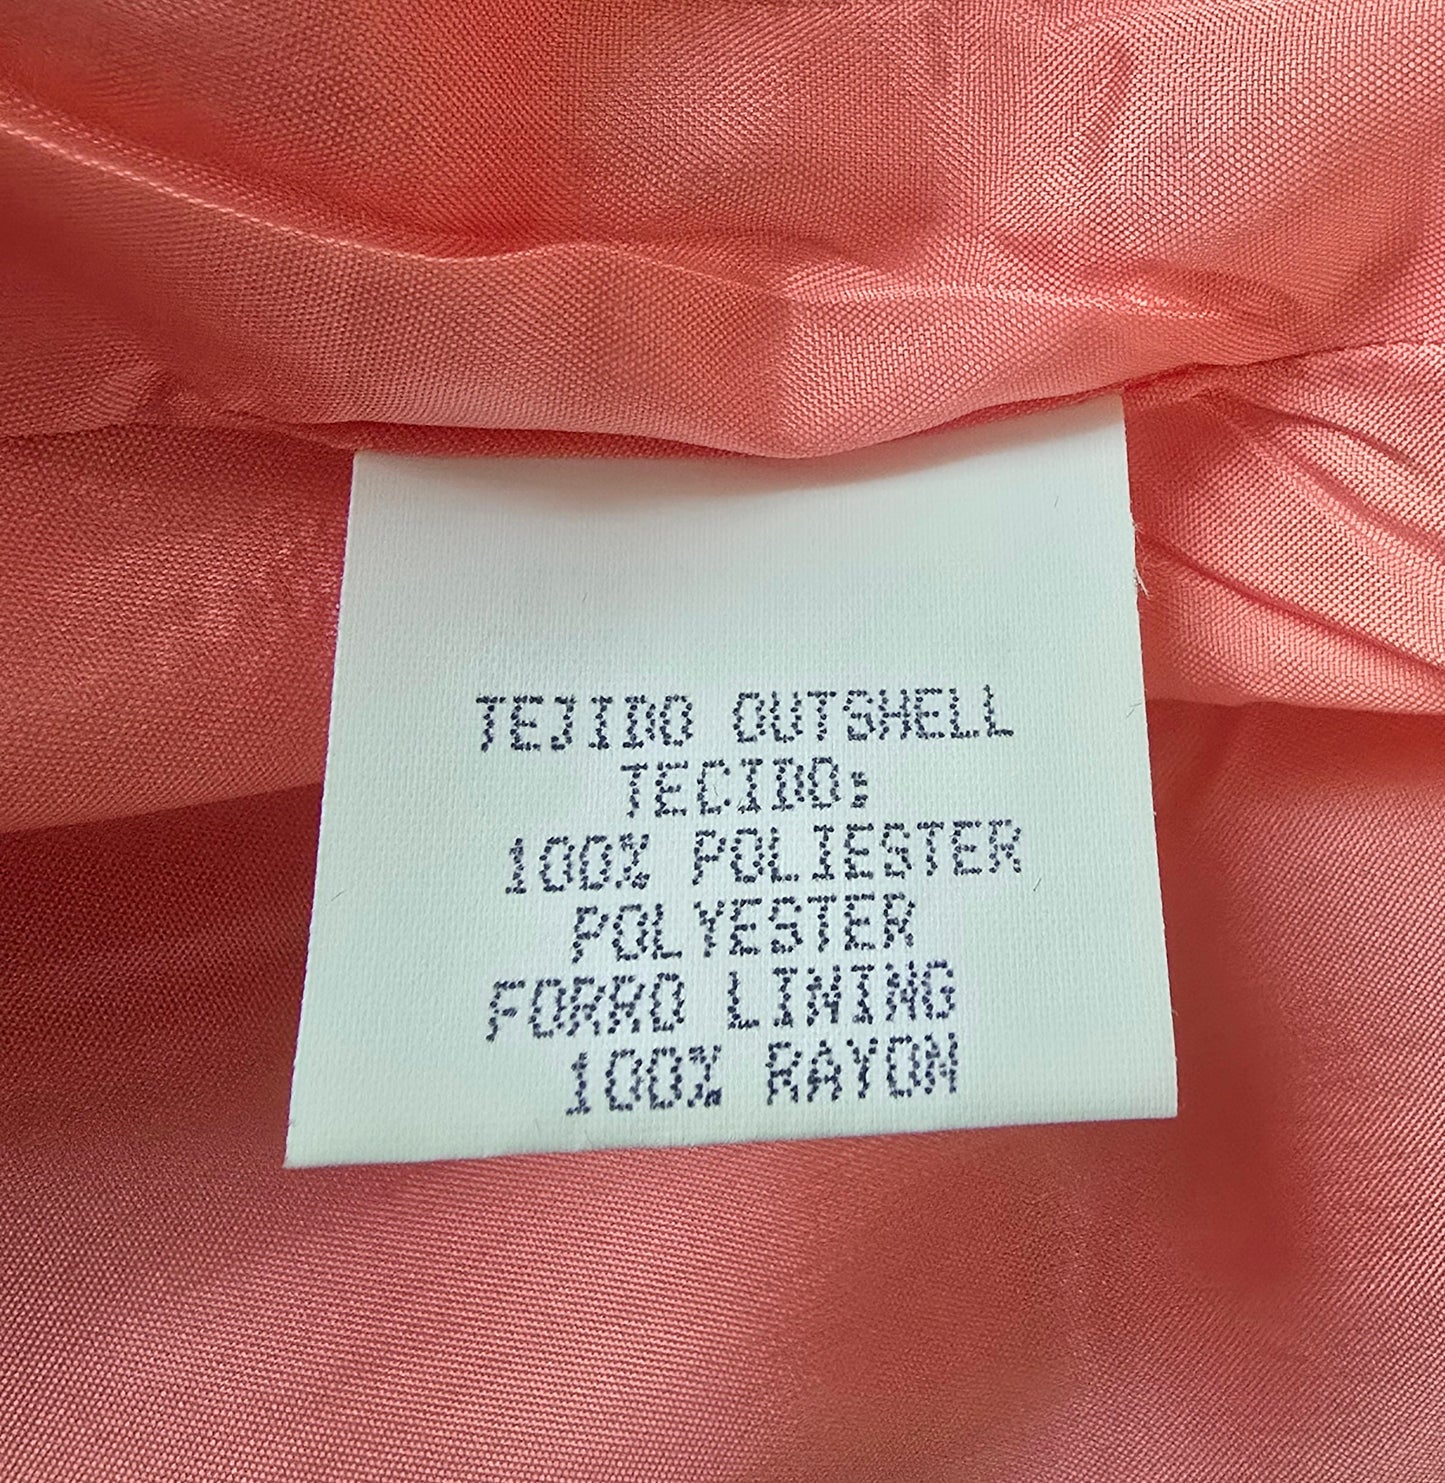 TEJIDO OUTSHELL
TECIDO:
100% POLIESTER
POLYESTER
FORRO LINING
100% RAYON